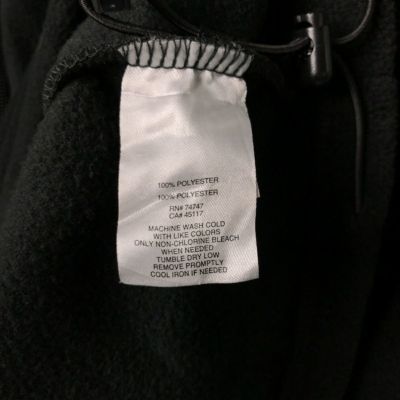 100% POLYESTER
100% POLYESTER
RN# 74747
CA# 45117
MACHINE WASH COLD
WITH LIKE COLORS
ONLY NON-CHLORINE BLEACH
WHEN NEEDED
TUMBLE DRY LOW
REMOVE PROMPTLY
COOL IRON IF NEEDED